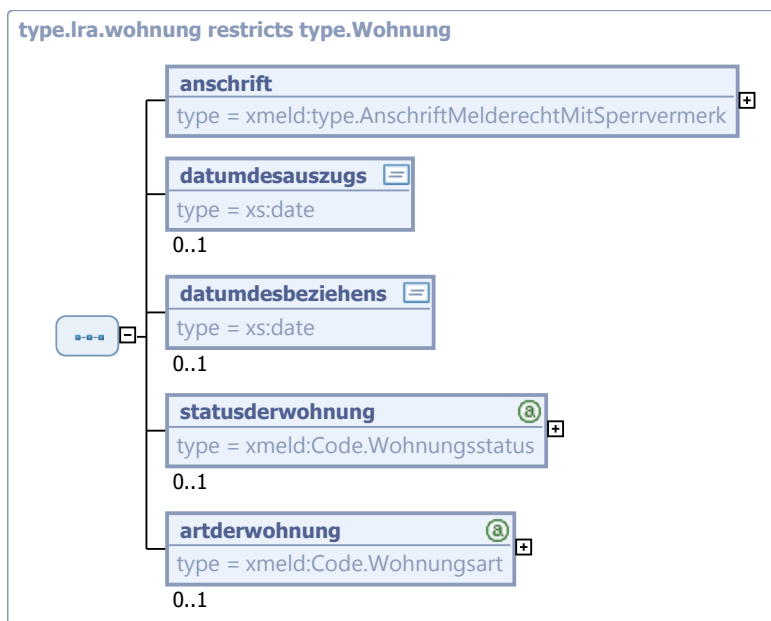 type.lra.wohnung restricts type.Wohnung
anschrift
type = xmeld:type.AnschriftMelderechtMitSperrvermerk
datumdesauszugs
type = xs:date
0..1
datumdesbeziehens
type = xs:date
0..1
statusderwohnung
type = xmeld:Code.Wohnungsstatus
0..1
artderwohnung
type = xmeld:Code.Wohnungsart
0..1